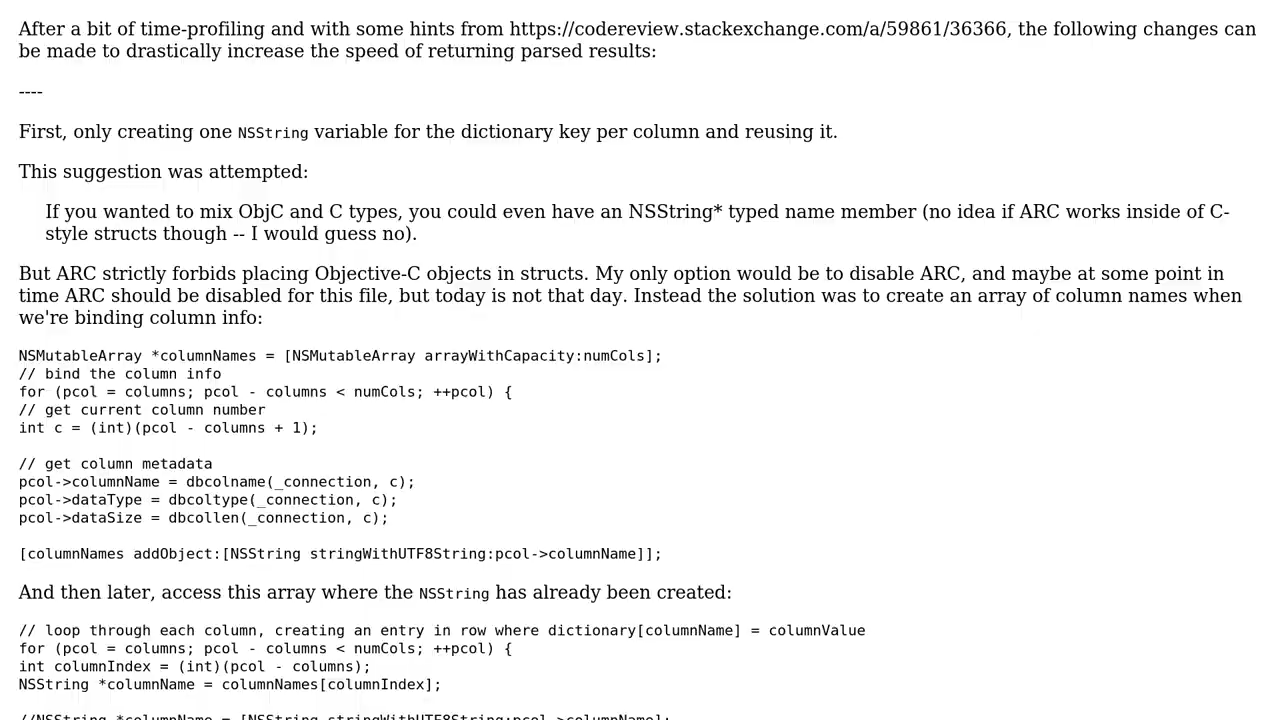 After a bit of time-profiling and with some hints from https://codereview.stackexchange.com/a/59861/36366, the following changes can
be made to drastically increase the speed of returning parsed results:
----
First, only creating one NSString variable for the dictionary key per column and reusing it.
This suggestion was attempted:
If you wanted to mix ObjC and C types, you could even have an NSString* typed name member (no idea if ARC works inside of C-
style structs though -- I would guess no).
But ARC strictly forbids placing Objective-C objects in structs. My only option would be to disable ARC, and maybe at some point in
time ARC should be disabled for this file, but today is not that day. Instead the solution was to create an array of column names when
we're binding column info:
NSMutableArray *columnNames = [NSMutableArray arrayWithCapacity:numCols];
// bind the column info
for (pcol = columns; pcol - columns < numCols; ++pcol) {
// get current column number
int c = (int)(pcol - columns + 1);
// get column metadata
pcol->columnName = dbcolname(_connection, c);
pcol->dataType = dbcoltype(_connection, c);
pcol->dataSize = dbcollen(_connection, c);
[columnNames addObject:[NSString stringWithUTF8String:pcol->columnName]];
And then later, access this array where the NSString has already been created:
// loop through each column, creating an entry in row where dictionary[columnName] = columnValue
for (pcol = columns; pcol - columns < numCols; ++pcol) {
int columnIndex = (int)(pcol - columns);
NSString *columnName = columnNames[columnIndex];
//NSString *columnName = [NSString stringWithUTF8String:pcol->columnName];